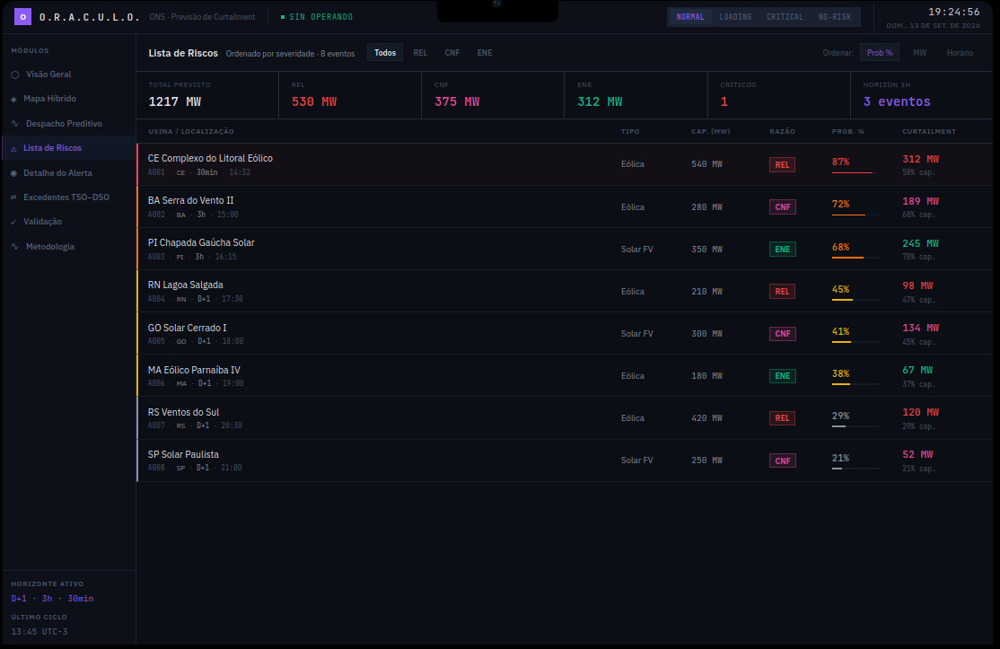 O O.R.A.C.U.L.O. ONS - Previsão de Curtailment SIN OPERANDO NORMAL LOADING CRITICAL NO-RISK 19:24:56
DOM., 13 DE SET. DE 2026
MÓDULOS
Visão Geral
Mapa Híbrido
Despacho Preditivo
Lista de Riscos
Detalhe do Alerta
Excedentes TSO–DSO
Validação
Metodologia
HORIZONTE ATIVO
D+1 · 3h · 30min
ÚLTIMO CICLO
13:45 UTC-3
Lista de Riscos Ordenado por severidade · 8 eventos Todos REL CNF ENE Ordenar: Prob % MW Horário
TOTAL PREVISTO REL CNF ENE CRÍTICOS HORIZON 3H
1217 MW 530 MW 375 MW 312 MW 1 3 eventos
USINA / LOCALIZAÇÃO TIPO CAP. (MW) RAZÃO PROB. % CURTAILMENT
CE Complexo do Litoral Eólico Eólica 540 MW REL 87% 312 MW
A001 · CE · 30min · 14:32 58% cap.
BA Serra do Vento II Eólica 280 MW CNF 72% 189 MW
A002 · BA · 3h · 15:00 68% cap.
PI Chapada Gaúcha Solar Solar FV 350 MW ENE 68% 245 MW
A003 · PI · 3h · 16:15 70% cap.
RN Lagoa Salgada Eólica 210 MW REL 45% 98 MW
A004 · RN · D+1 · 17:30 47% cap.
GO Solar Cerrado I Solar FV 300 MW CNF 41% 134 MW
A005 · GO · D+1 · 18:00 45% cap.
MA Eólico Parnaíba IV Eólica 180 MW ENE 38% 67 MW
A006 · MA · D+1 · 19:00 37% cap.
RS Ventos do Sul Eólica 420 MW REL 29% 120 MW
A007 · RS · D+1 · 20:30 29% cap.
SP Solar Paulista Solar FV 250 MW CNF 21% 52 MW
A008 · SP · D+1 · 21:00 21% cap.